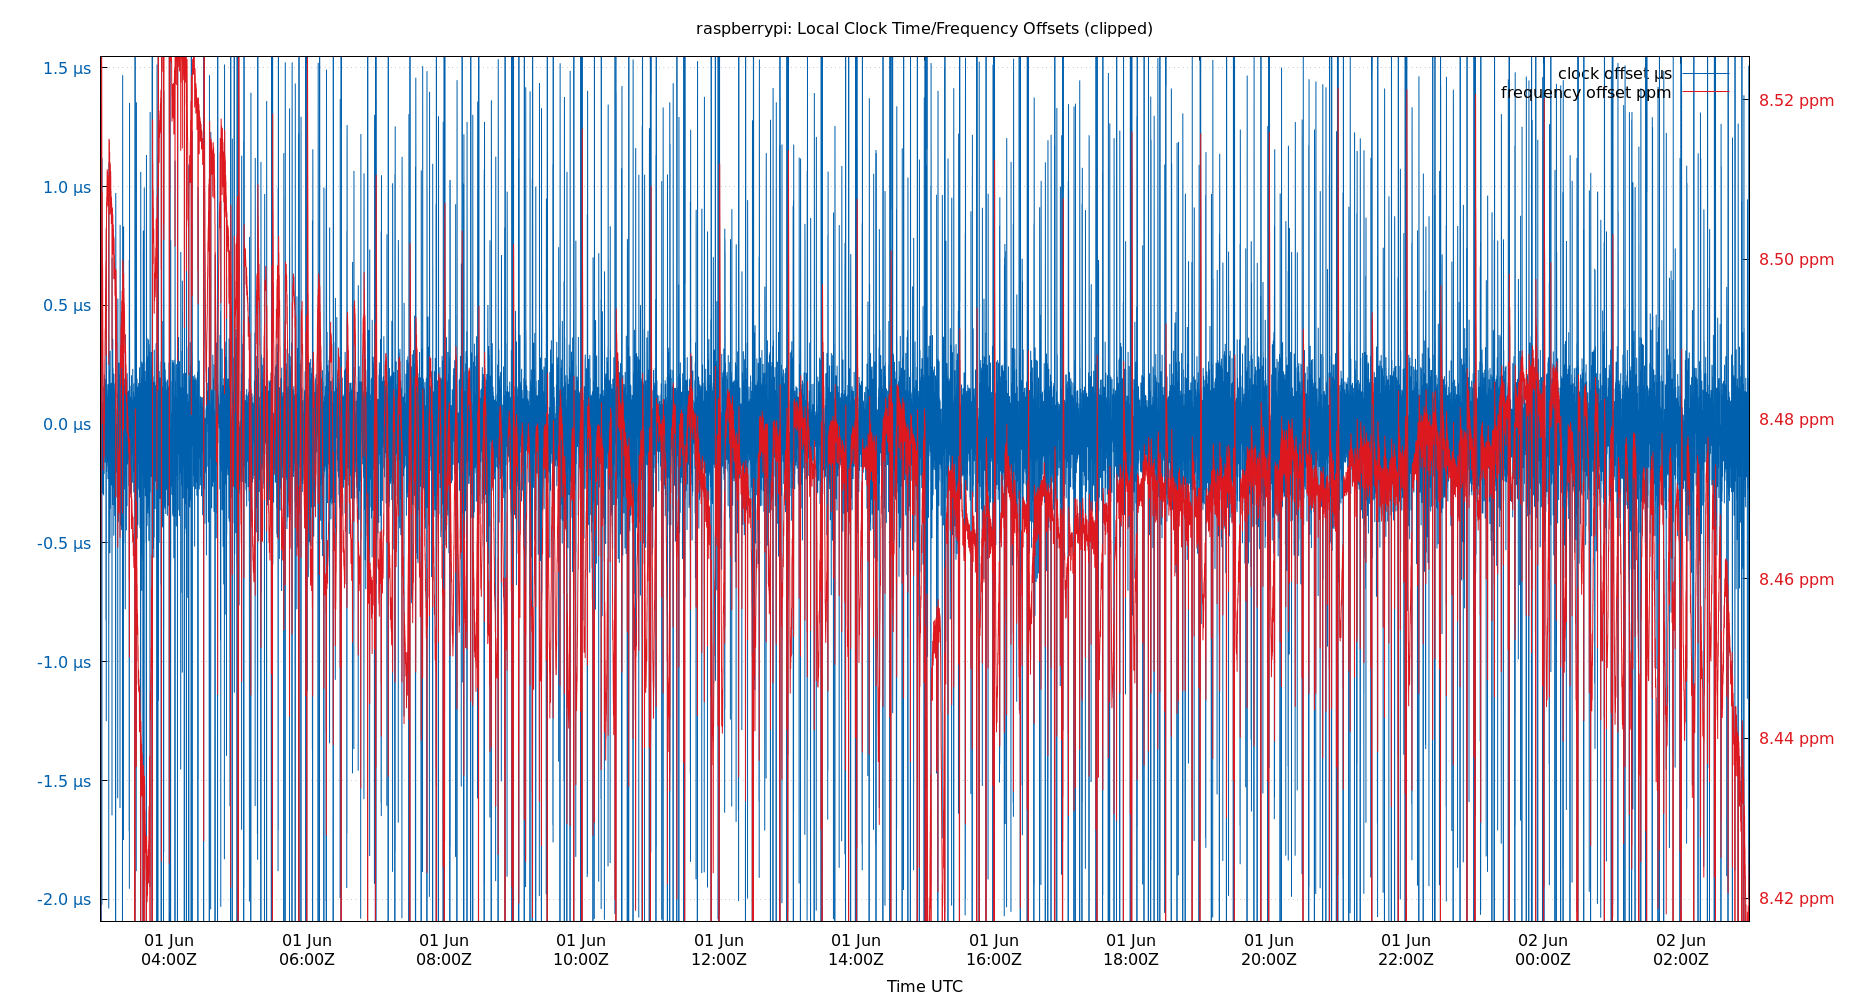 raspberrypi: Local Clock Time/Frequency Offsets (clipped)
clock offset µs
frequency offset ppm
1.5 µs
1.0 µs
0.5 µs
0.0 µs
-0.5 µs
-1.0 µs
-1.5 µs
-2.0 µs
8.52 ppm
8.50 ppm
8.48 ppm
8.46 ppm
8.44 ppm
8.42 ppm
01 Jun 01 Jun 01 Jun 01 Jun 01 Jun 01 Jun 01 Jun 01 Jun 01 Jun 01 Jun 02 Jun 02 Jun
04:00Z 06:00Z 08:00Z 10:00Z 12:00Z 14:00Z 16:00Z 18:00Z 20:00Z 22:00Z 00:00Z 02:00Z
Time UTC